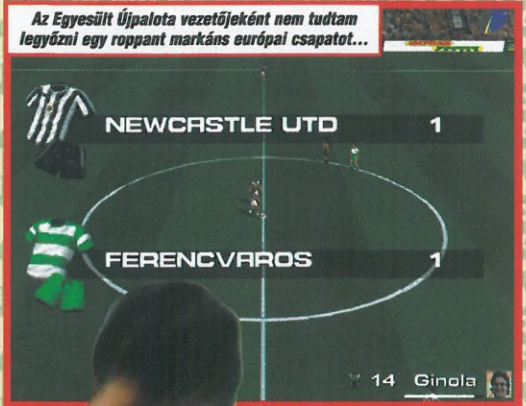 Az Egyesült Újpalota vezetőjeként nem tudtam
legyőzni egy roppant markáns európai csapatot...
NEWCASTLE UTD 1
FERENCVAROS 1
14 Ginola